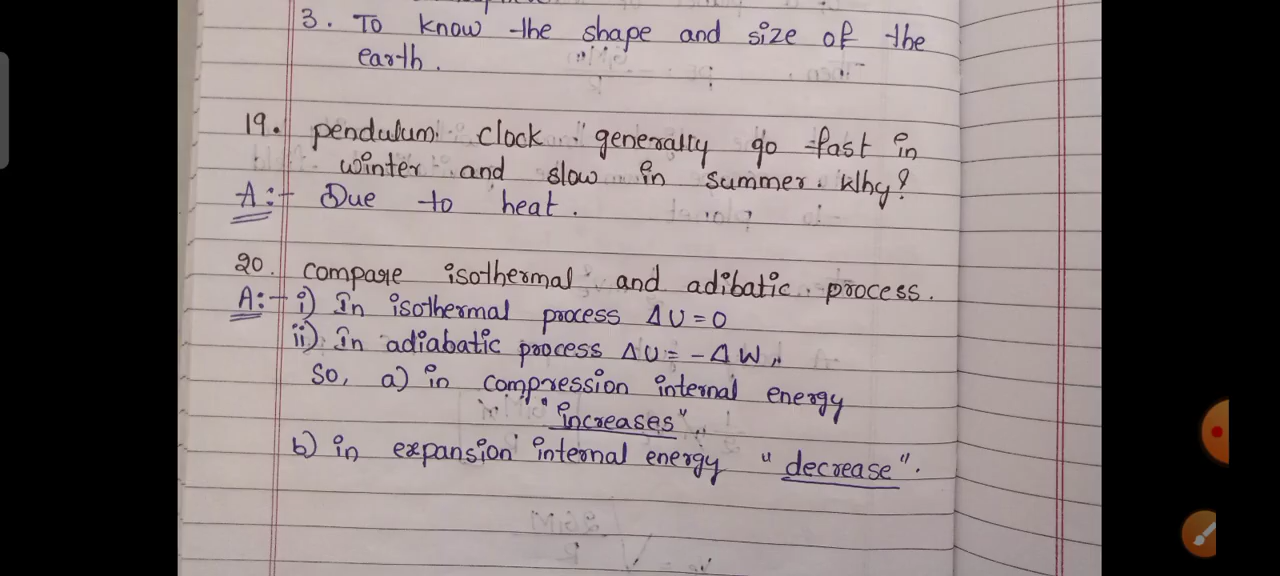 3. To know the shape and size of the
earth.
19. pendulum clock generally go fast in
winter and slow in summer. Why?
A:- Due to heat.
20. compare isothermal and adibatic process.
A:- i) In isothermal process ΔU = 0
ii) in adiabatic process ΔU = - ΔW,,
So, a) in compression internal energy
"increases",,
b) in expansion internal energy "decrease".